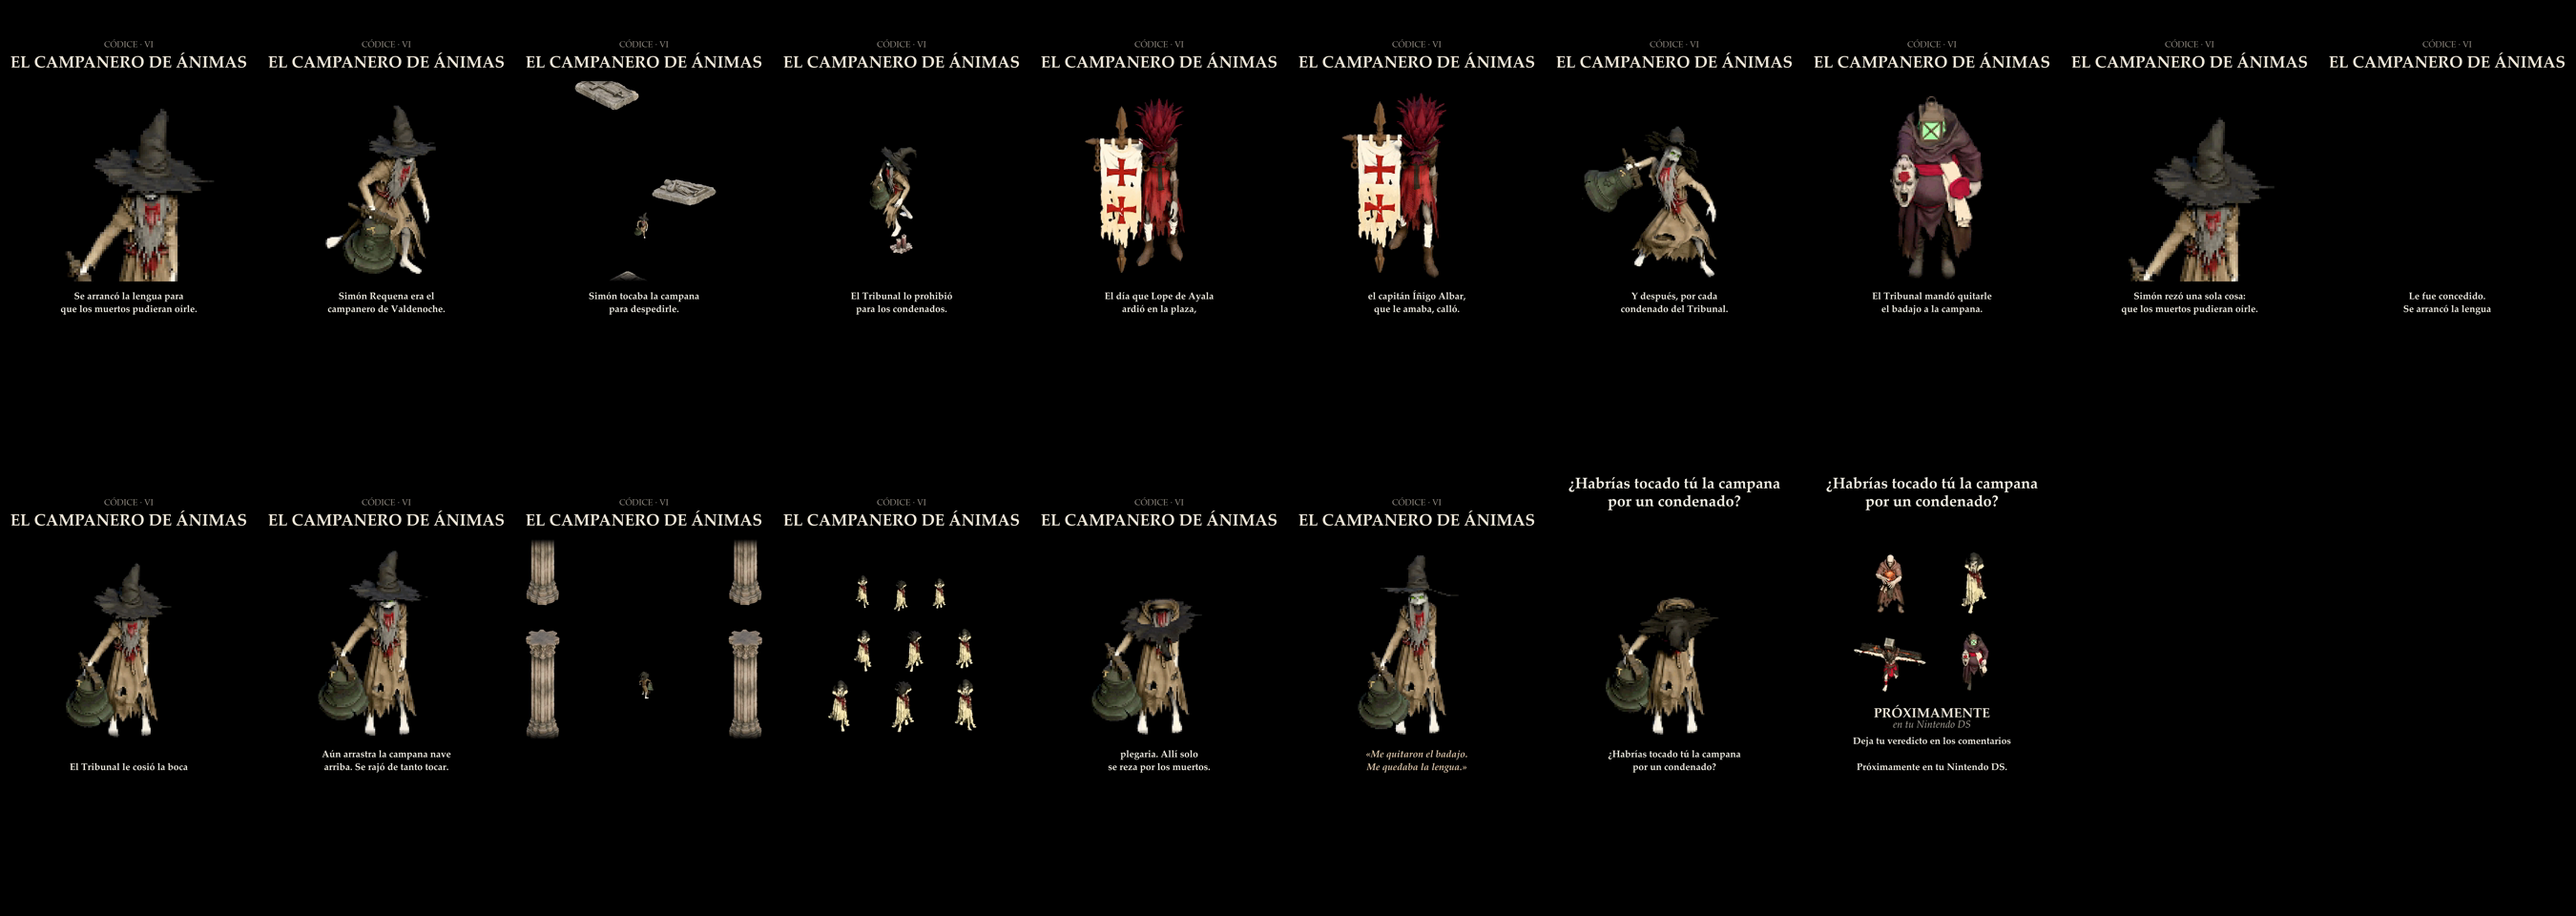 CÓDICE · VI
EL CAMPANERO DE ÁNIMAS
Se arrancó la lengua para
que los muertos pudieran oírle.
CÓDICE · VI
EL CAMPANERO DE ÁNIMAS
Simón Requena era el
campanero de Valdenoche.
CÓDICE · VI
EL CAMPANERO DE ÁNIMAS
Simón tocaba la campana
para despedirle.
CÓDICE · VI
EL CAMPANERO DE ÁNIMAS
El Tribunal lo prohibió
para los condenados.
CÓDICE · VI
EL CAMPANERO DE ÁNIMAS
El día que Lope de Ayala
ardió en la plaza,
CÓDICE · VI
EL CAMPANERO DE ÁNIMAS
el capitán Íñigo Albar,
que le amaba, calló.
CÓDICE · VI
EL CAMPANERO DE ÁNIMAS
Y después, por cada
condenado del Tribunal.
CÓDICE · VI
EL CAMPANERO DE ÁNIMAS
El Tribunal mandó quitarle
el badajo a la campana.
CÓDICE · VI
EL CAMPANERO DE ÁNIMAS
Simón rezó una sola cosa:
que los muertos pudieran oírle.
CÓDICE · VI
EL CAMPANERO DE ÁNIMAS
Le fue concedido.
Se arrancó la lengua
CÓDICE · VI
EL CAMPANERO DE ÁNIMAS
El Tribunal le cosió la boca
CÓDICE · VI
EL CAMPANERO DE ÁNIMAS
Aún arrastra la campana nave
arriba. Se rajó de tanto tocar.
CÓDICE · VI
EL CAMPANERO DE ÁNIMAS
CÓDICE · VI
EL CAMPANERO DE ÁNIMAS
CÓDICE · VI
EL CAMPANERO DE ÁNIMAS
plegaria. Allí solo
se reza por los muertos.
CÓDICE · VI
EL CAMPANERO DE ÁNIMAS
«Me quitaron el badajo.
Me quedaba la lengua.»
¿Habrías tocado tú la campana
por un condenado?
¿Habrías tocado tú la campana
por un condenado?
¿Habrías tocado tú la campana
por un condenado?
PRÓXIMAMENTE
en tu Nintendo DS
Deja tu veredicto en los comentarios
Próximamente en tu Nintendo DS.